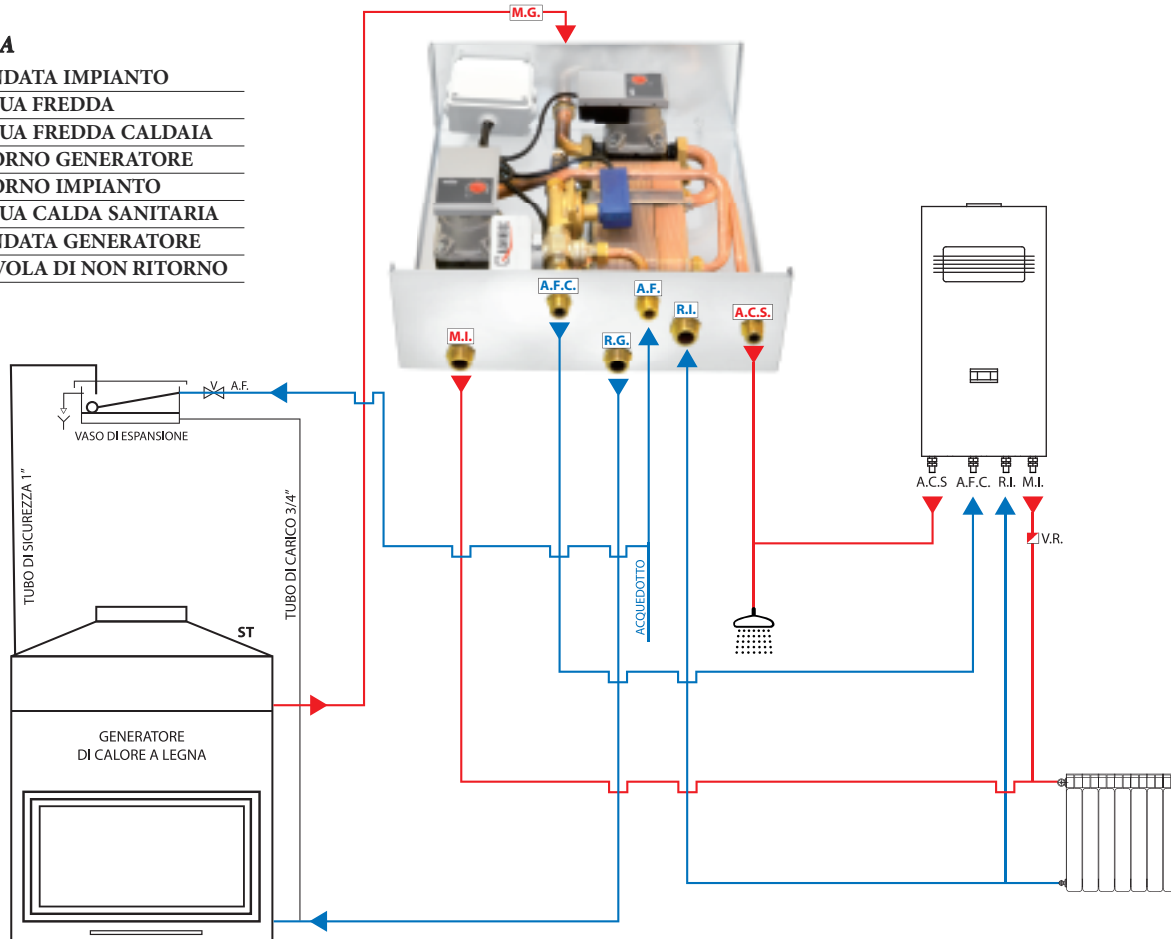 A
NDATA IMPIANTO
UA FREDDA
UA FREDDA CALDAIA
ORNO GENERATORE
ORNO IMPIANTO
UA CALDA SANITARIA
NDATA GENERATORE
VOLA DI NON RITORNO
M.G.
A.F.C.
A.F.
R.I.
A.C.S.
M.I.
R.G.
V
A.F.
VASO DI ESPANSIONE
TUBO DI SICUREZZA 1"
TUBO DI CARICO 3/4"
ACQUEDOTTO
A.C.S A.F.C. R.I. M.I.
V.R.
ST
GENERATORE
DI CALORE A LEGNA